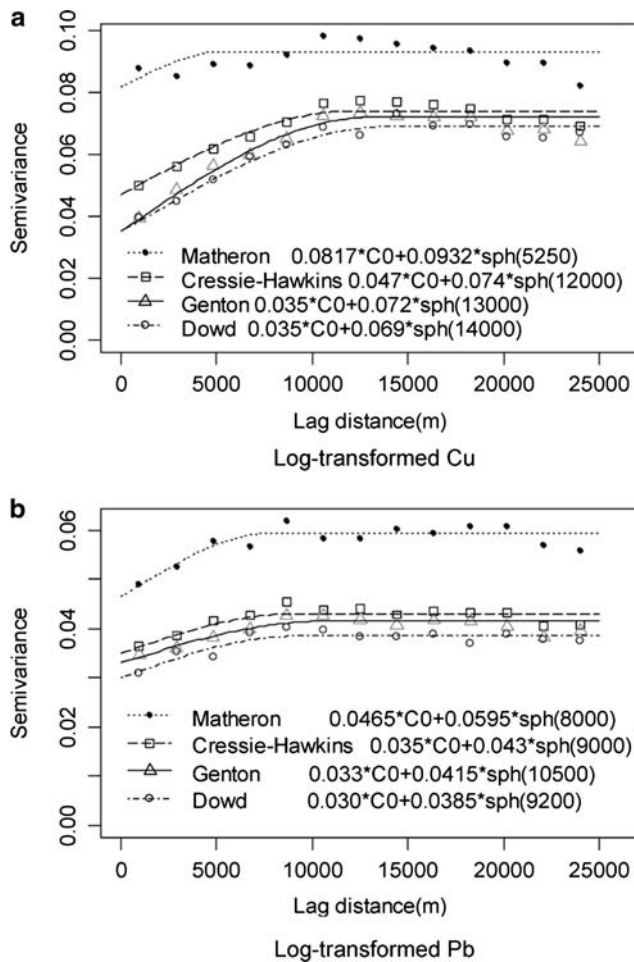 a
0.10
0.08
0.06
0.04
0.02
0.00
Semivariance
Matheron 0.0817*C0+0.0932*sph(5250)
Cressie-Hawkins 0.047*C0+0.074*sph(12000)
Genton 0.035*C0+0.072*sph(13000)
Dowd 0.035*C0+0.069*sph(14000)
0 5000 10000 15000 20000 25000
Lag distance(m)
Log-transformed Cu
b
0.06
0.04
0.02
0.00
Semivariance
Matheron 0.0465*C0+0.0595*sph(8000)
Cressie-Hawkins 0.035*C0+0.043*sph(9000)
Genton 0.033*C0+0.0415*sph(10500)
Dowd 0.030*C0+0.0385*sph(9200)
0 5000 10000 15000 20000 25000
Lag distance(m)
Log-transformed Pb